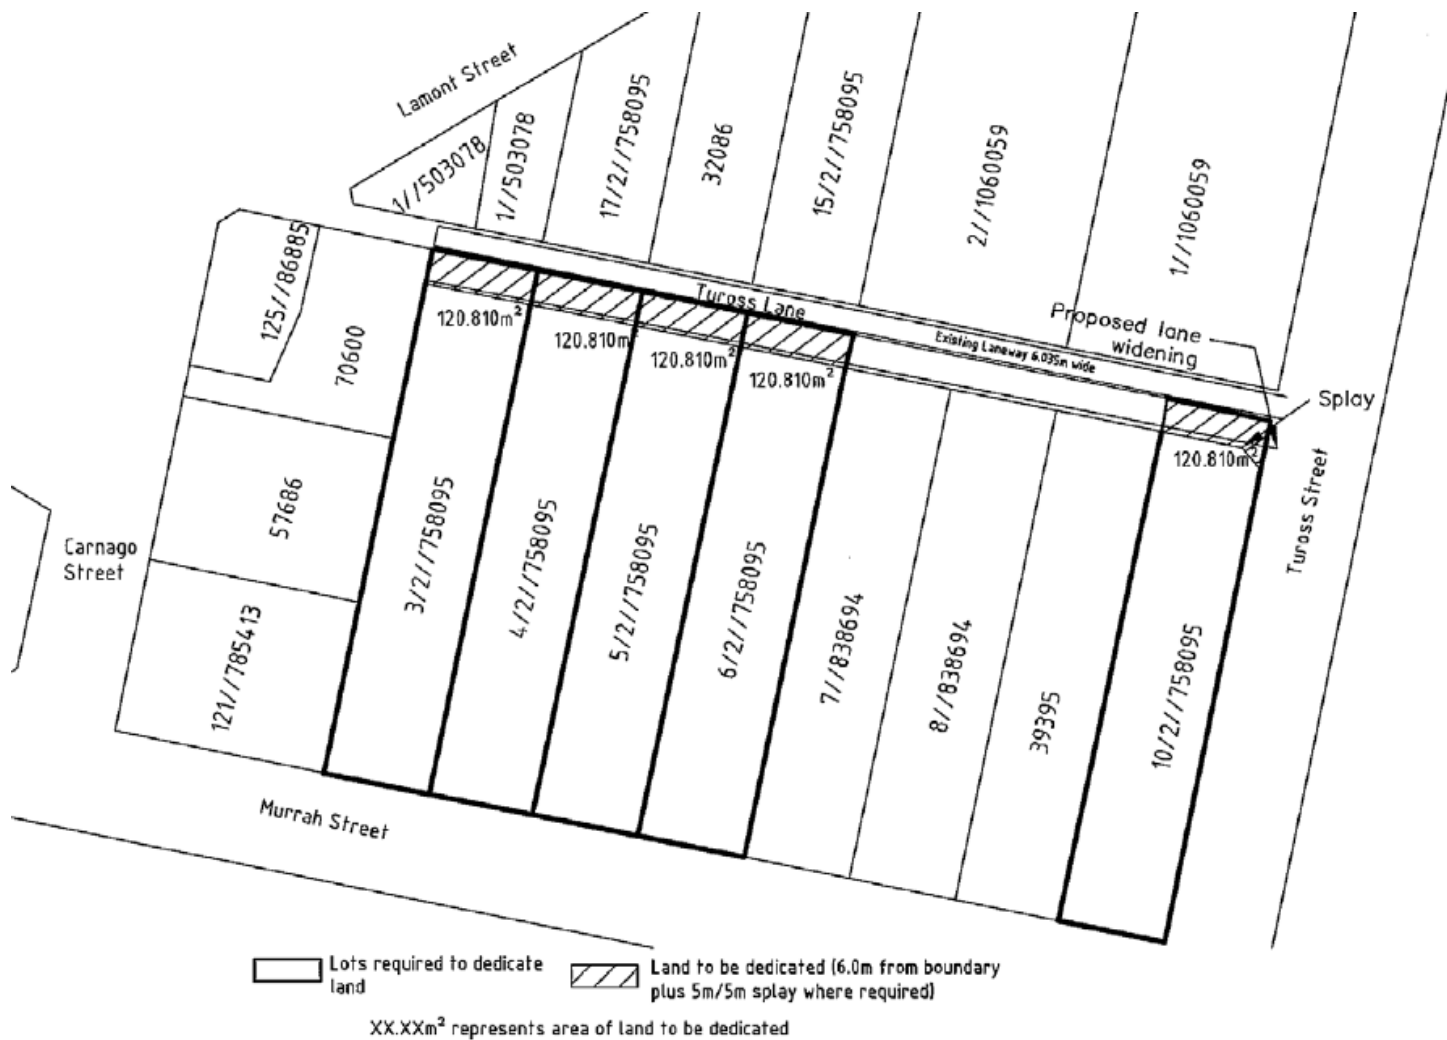 Lamont Street
1//503078
1//503078
17/2//758095
32086
15/2//758095
2//1060059
1//1060059
125//86885
70600
Tuross Lane
Existing Laneway 6.035m wide
Proposed lane
widening
Splay
120.810m²
120.810m²
120.810m²
120.810m²
120.810m²
Tuross Street
57686
Carnago
Street
121//785413
3/2//758095
4/2//758095
5/2//758095
6/2//758095
7//838694
8//838694
39395
10/2//758095
Murrah Street
Lots required to dedicate
land
Land to be dedicated (6.0m from boundary
plus 5m/5m splay where required)
XX.XXm² represents area of land to be dedicated